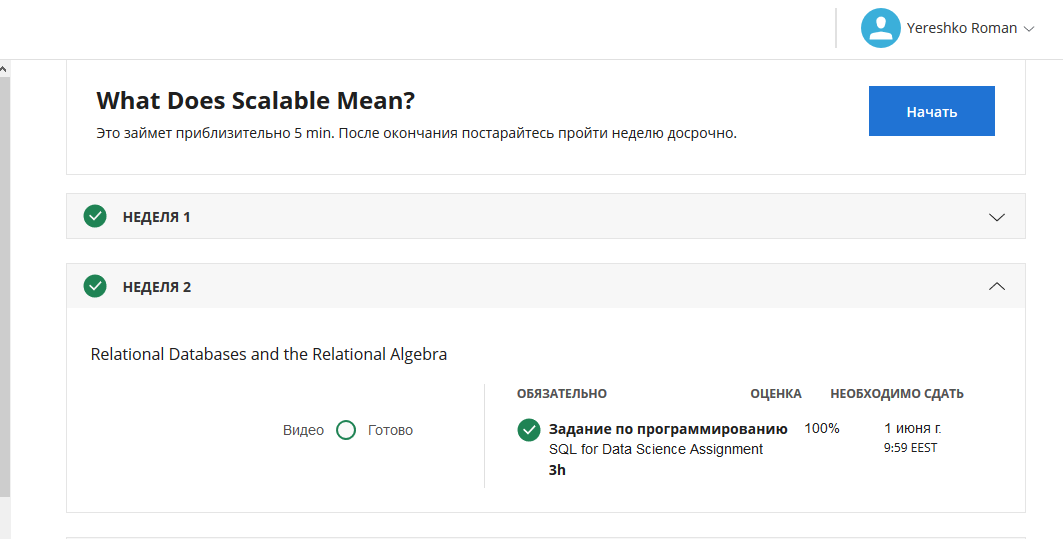 Yereshko Roman
What Does Scalable Mean?
Начать
Это займет приблизительно 5 min. После окончания постарайтесь пройти неделю досрочно.
НЕДЕЛЯ 1
НЕДЕЛЯ 2
Relational Databases and the Relational Algebra
Видео Готово
ОБЯЗАТЕЛЬНО ОЦЕНКА НЕОБХОДИМО СДАТЬ
Задание по программированию 100% 1 июня г.
SQL for Data Science Assignment 9:59 EEST
3h